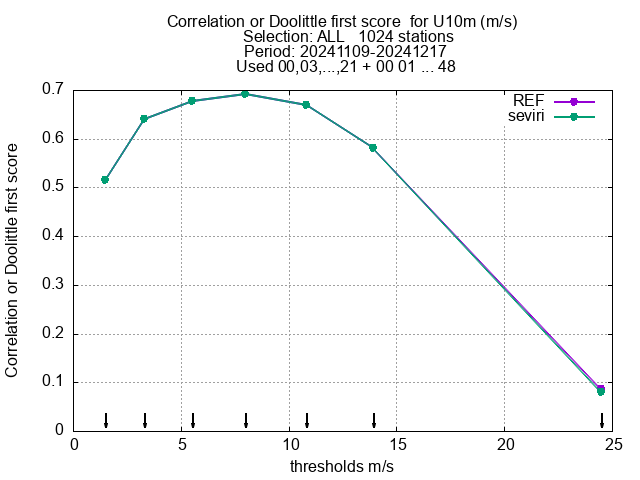 Correlation or Doolittle first score  for U10m (m/s)
Selection: ALL   1024 stations
Period: 20241109-20241217
Used 00,03,...,21 + 00 01 ... 48
REF
seviri
0.7
0.6
0.5
0.4
0.3
0.2
0.1
0
Correlation or Doolittle first score
0 5 10 15 20 25
thresholds m/s